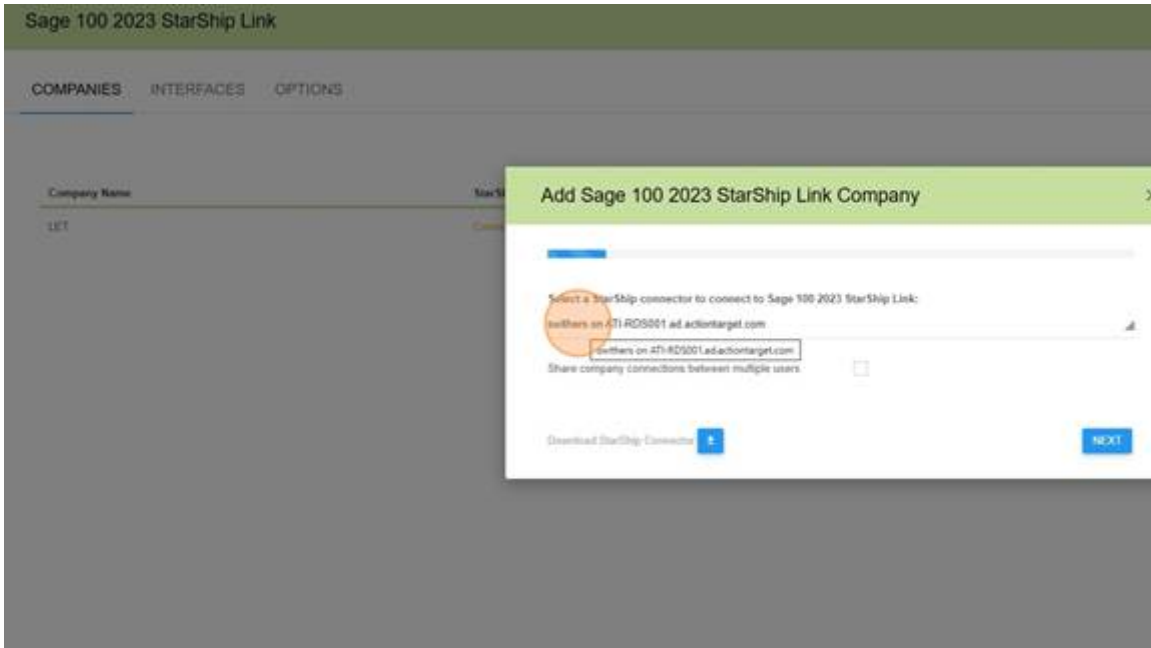 Sage 100 2023 StarShip Link
COMPANIES INTERFACES OPTIONS
Company Name
LET
Add Sage 100 2023 StarShip Link Company
Select a StarShip connector to connect to Sage 100 2023 StarShip Link:
swithers on ATI-RDS001.ad.actiontarget.com
swithers on ATI-RDS001.ad.actiontarget.com
Share company connections between multiple users
Download StarShip Connector
NEXT